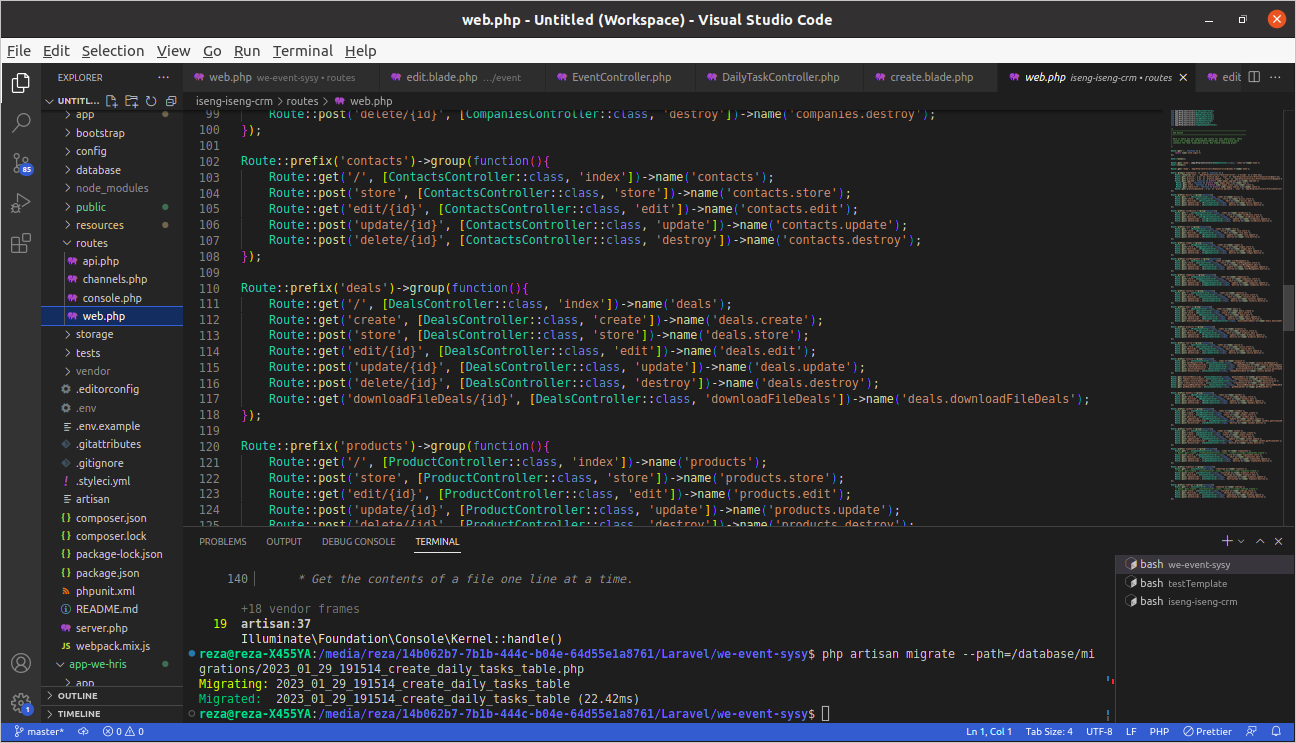 web.php - Untitled (Workspace) - Visual Studio Code
File Edit Selection View Go Run Terminal Help
EXPLORER
web.php we-event-sysy • routes
edit.blade.php .../event
EventController.php
DailyTaskController.php
create.blade.php
web.php iseng-iseng-crm • routes
edit
UNTITL...
iseng-iseng-crm > routes > web.php
app
bootstrap
config
database
node_modules
public
resources
routes
api.php
channels.php
console.php
web.php
storage
tests
vendor
.editorconfig
.env
.env.example
.gitattributes
.gitignore
.styleci.yml
artisan
composer.json
composer.lock
package-lock.json
package.json
phpunit.xml
README.md
server.php
JS webpack.mix.js
app-we-hris
app
OUTLINE
TIMELINE
85
1
99 Route::post('delete/{id}', [CompaniesController::class, 'destroy'])->name('companies.destroy');
100 });
101
102 Route::prefix('contacts')->group(function(){
103 Route::get('/', [ContactsController::class, 'index'])->name('contacts');
104 Route::post('store', [ContactsController::class, 'store'])->name('contacts.store');
105 Route::get('edit/{id}', [ContactsController::class, 'edit'])->name('contacts.edit');
106 Route::post('update/{id}', [ContactsController::class, 'update'])->name('contacts.update');
107 Route::post('delete/{id}', [ContactsController::class, 'destroy'])->name('contacts.destroy');
108 });
109
110 Route::prefix('deals')->group(function(){
111 Route::get('/', [DealsController::class, 'index'])->name('deals');
112 Route::get('create', [DealsController::class, 'create'])->name('deals.create');
113 Route::post('store', [DealsController::class, 'store'])->name('deals.store');
114 Route::get('edit/{id}', [DealsController::class, 'edit'])->name('deals.edit');
115 Route::post('update/{id}', [DealsController::class, 'update'])->name('deals.update');
116 Route::post('delete/{id}', [DealsController::class, 'destroy'])->name('deals.destroy');
117 Route::get('downloadFileDeals/{id}', [DealsController::class, 'downloadFileDeals'])->name('deals.downloadFileDeals');
118 });
119
120 Route::prefix('products')->group(function(){
121 Route::get('/', [ProductController::class, 'index'])->name('products');
122 Route::post('store', [ProductController::class, 'store'])->name('products.store');
123 Route::get('edit/{id}', [ProductController::class, 'edit'])->name('products.edit');
124 Route::post('update/{id}', [ProductController::class, 'update'])->name('products.update');
125 Route::post('delete/{id}', [ProductController::class, 'destroy'])->name('products.destroy');
PROBLEMS OUTPUT DEBUG CONSOLE TERMINAL
140| * Get the contents of a file one line at a time.
+18 vendor frames
19 artisan:37
Illuminate\Foundation\Console\Kernel::handle()
reza@reza-X455YA:/media/reza/14b062b7-7b1b-444c-b04e-64d55e1a8761/Laravel/we-event-sysy$ php artisan migrate --path=/database/mi
grations/2023_01_29_191514_create_daily_tasks_table.php
Migrating: 2023_01_29_191514_create_daily_tasks_table
Migrated: 2023_01_29_191514_create_daily_tasks_table (22.42ms)
reza@reza-X455YA:/media/reza/14b062b7-7b1b-444c-b04e-64d55e1a8761/Laravel/we-event-sysy$
bash we-event-sysy
bash testTemplate
bash iseng-iseng-crm
master* 0 0 Ln 1, Col 1 Tab Size: 4 UTF-8 LF PHP Prettier